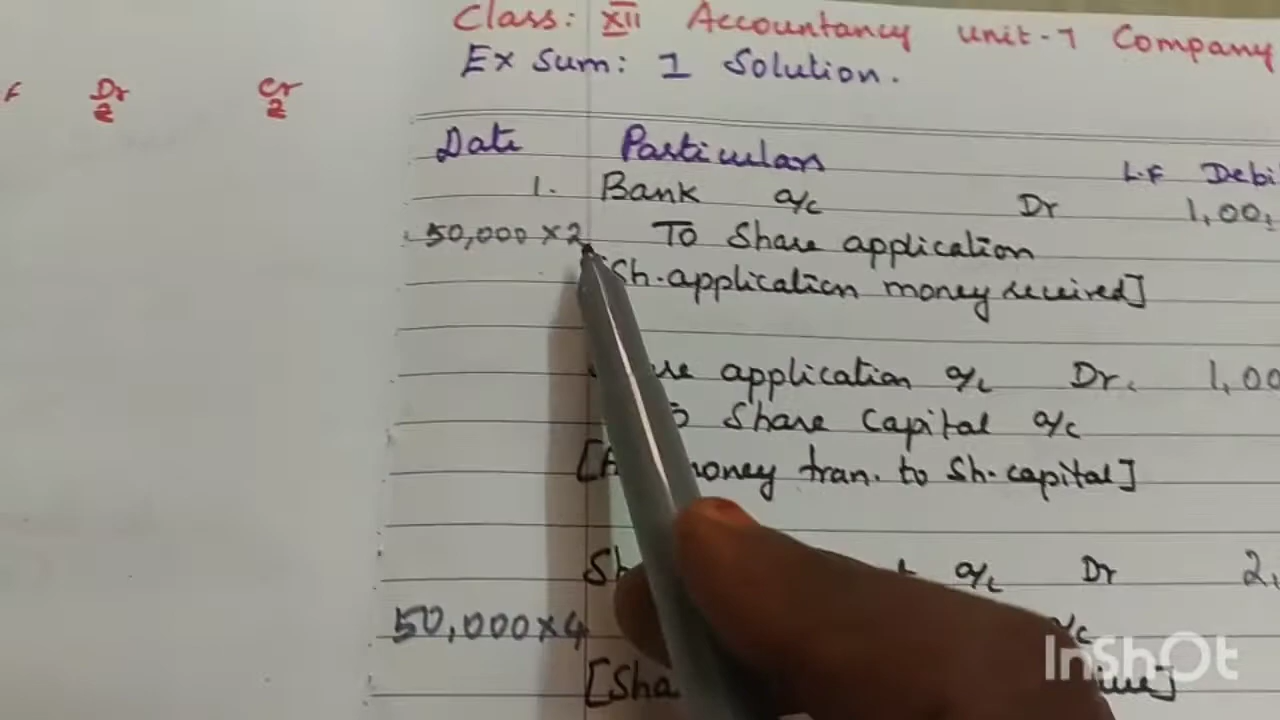 Class: XII Accountancy unit-7 Company
Ex Sum: 1 Solution.
Dr Cr
Date Particulars L.F Debi
1. Bank a/c Dr 1,00,
50,000 × 2 To Share application
Sh. application money received]
application a/c Dr. 1,00
Share Capital a/c
money tran. to Sh. capital]
a/c Dr 2,
50,000 × 4
[Sha
InShOt